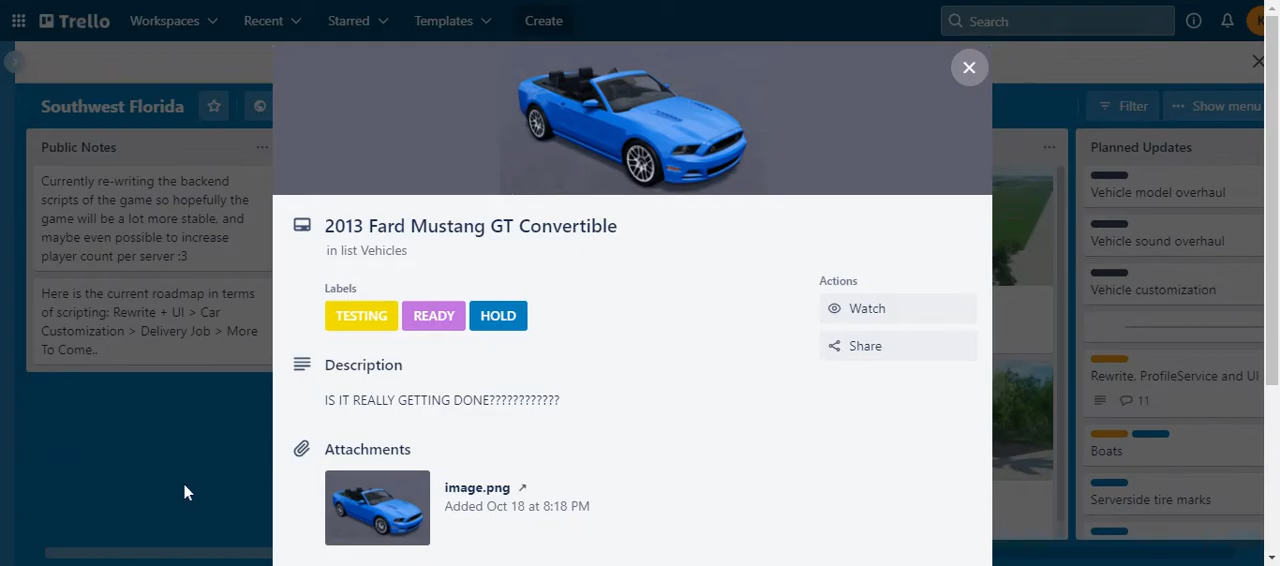 Trello
Workspaces
Recent
Starred
Templates
Create
Search
Southwest Florida
Filter
Show menu
Public Notes
Currently re-writing the backend
scripts of the game so hopefully the
game will be a lot more stable, and
maybe even possible to increase
player count per server :3
Here is the current roadmap in terms
of scripting: Rewrite + UI > Car
Customization > Delivery Job > More
To Come..
2013 Fard Mustang GT Convertible
in list Vehicles
Labels
TESTING
READY
HOLD
Description
IS IT REALLY GETTING DONE????????????
Attachments
image.png
Added Oct 18 at 8:18 PM
Actions
Watch
Share
Planned Updates
Vehicle model overhaul
Vehicle sound overhaul
Vehicle customization
Rewrite, ProfileService and UI
11
Boats
Serverside tire marks